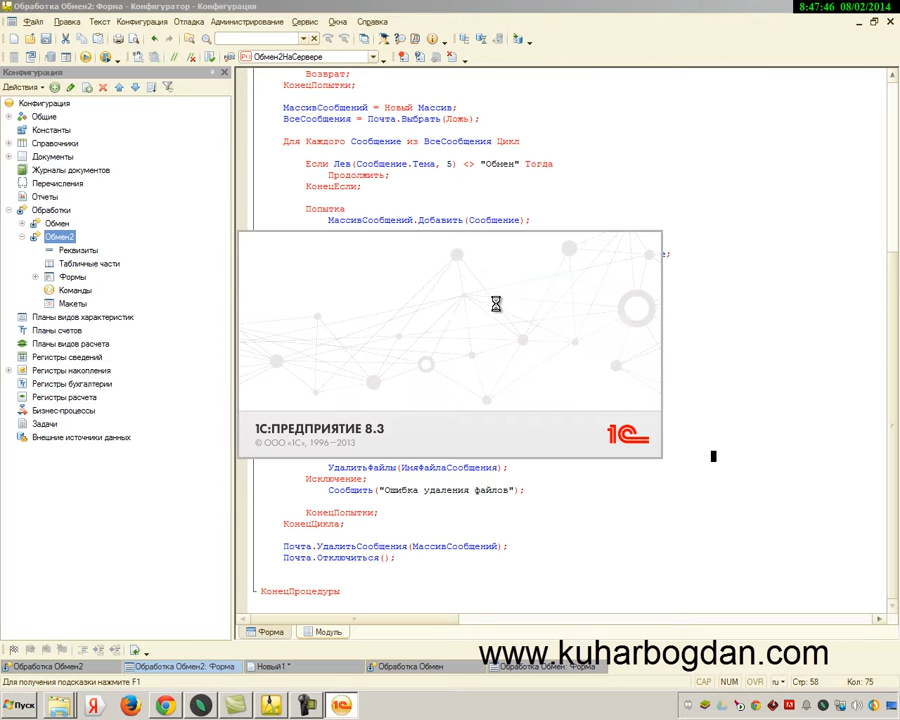 Обработка Обмен2: Форма - Конфигуратор - Конфигурация
8:47:46 08/02/2014
Файл Правка Текст Конфигурация Отладка Администрирование Сервис Окна Справка
Обмен2НаСервере
Конфигурация
Действия
Конфигурация
Общие
Константы
Справочники
Документы
Журналы документов
Перечисления
Отчеты
Обработки
Обмен
Обмен2
Реквизиты
Табличные части
Формы
Команды
Макеты
Планы видов характеристик
Планы счетов
Планы видов расчета
Регистры сведений
Регистры накопления
Регистры бухгалтерии
Регистры расчета
Бизнес-процессы
Задачи
Внешние источники данных
Возврат;
КонецПопытки;
МассивСообщений = Новый Массив;
ВсеСообщения = Почта.Выбрать(Ложь);
Для Каждого Сообщение из ВсеСообщения Цикл
Если Лев(Сообщение.Тема, 5) <> "Обмен" Тогда
Продолжить;
КонецЕсли;
Попытка
МассивСообщений.Добавить(Сообщение);
е;
1С:ПРЕДПРИЯТИЕ 8.3
© ООО «1С», 1996—2013
1С
УдалитьФайлы(ИмяФайлаСообщения);
Исключение;
Сообщить("Ошибка удаления файлов");
КонецПопытки;
КонецЦикла;
Почта.УдалитьСообщения(МассивСообщений);
Почта.Отключиться();
КонецПроцедуры
Форма Модуль
Обработка Обмен2 Обработка Обмен2: Форма Новый1 * Обработка Обмен Обработка Обмен: Форма
www.kuharbogdan.com
Для получения подсказки нажмите F1
CAP NUM OVR ru Стр: 58 Кол: 75
Пуск